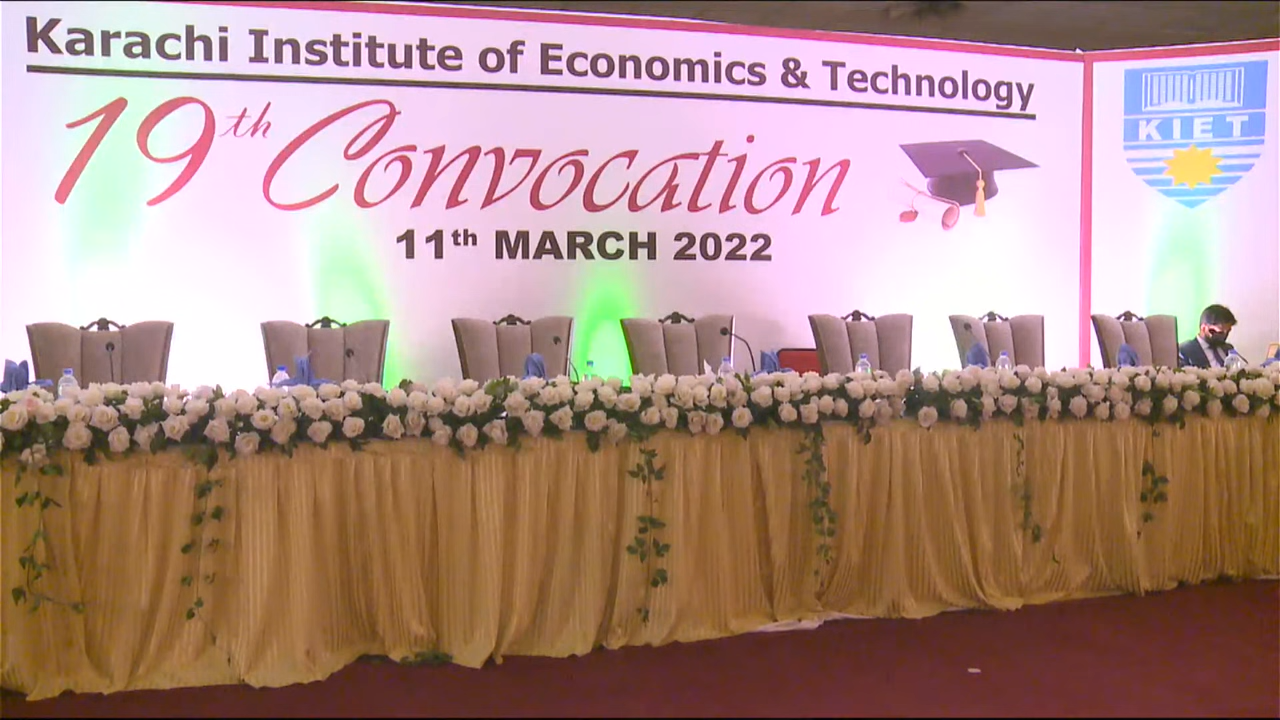 Karachi Institute of Economics & Technology
19th Convocation
11th MARCH 2022
KIET